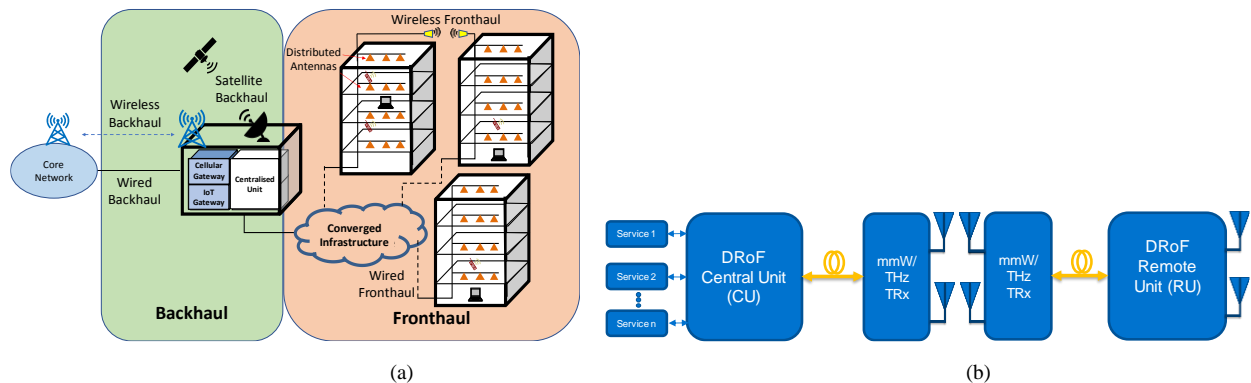 Wireless Fronthaul
Distributed
Antennas
Satellite
Backhaul
Wireless
Backhaul
Core
Network
Cellular
Gateway
IoT
Gateway
Centralised
Unit
Wired
Backhaul
Converged
Infrastructure
Wired
Fronthaul
Backhaul
Fronthaul
(a)
Service 1
Service 2
Service n
DRoF
Central Unit
(CU)
mmW/
THz
TRx
mmW/
THz
TRx
DRoF
Remote
Unit (RU)
(b)